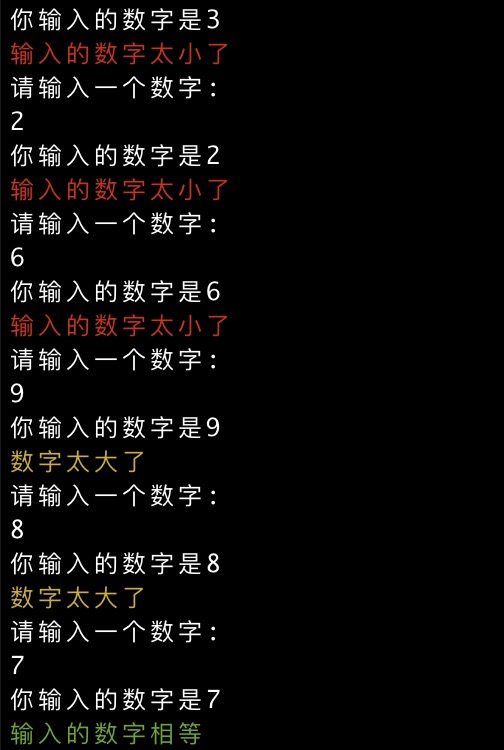 你输入的数字是3
输入的数字太小了
请输入一个数字:
2
你输入的数字是2
输入的数字太小了
请输入一个数字:
6
你输入的数字是6
输入的数字太小了
请输入一个数字:
9
你输入的数字是9
数字太大了
请输入一个数字:
8
你输入的数字是8
数字太大了
请输入一个数字:
7
你输入的数字是7
输入的数字相等